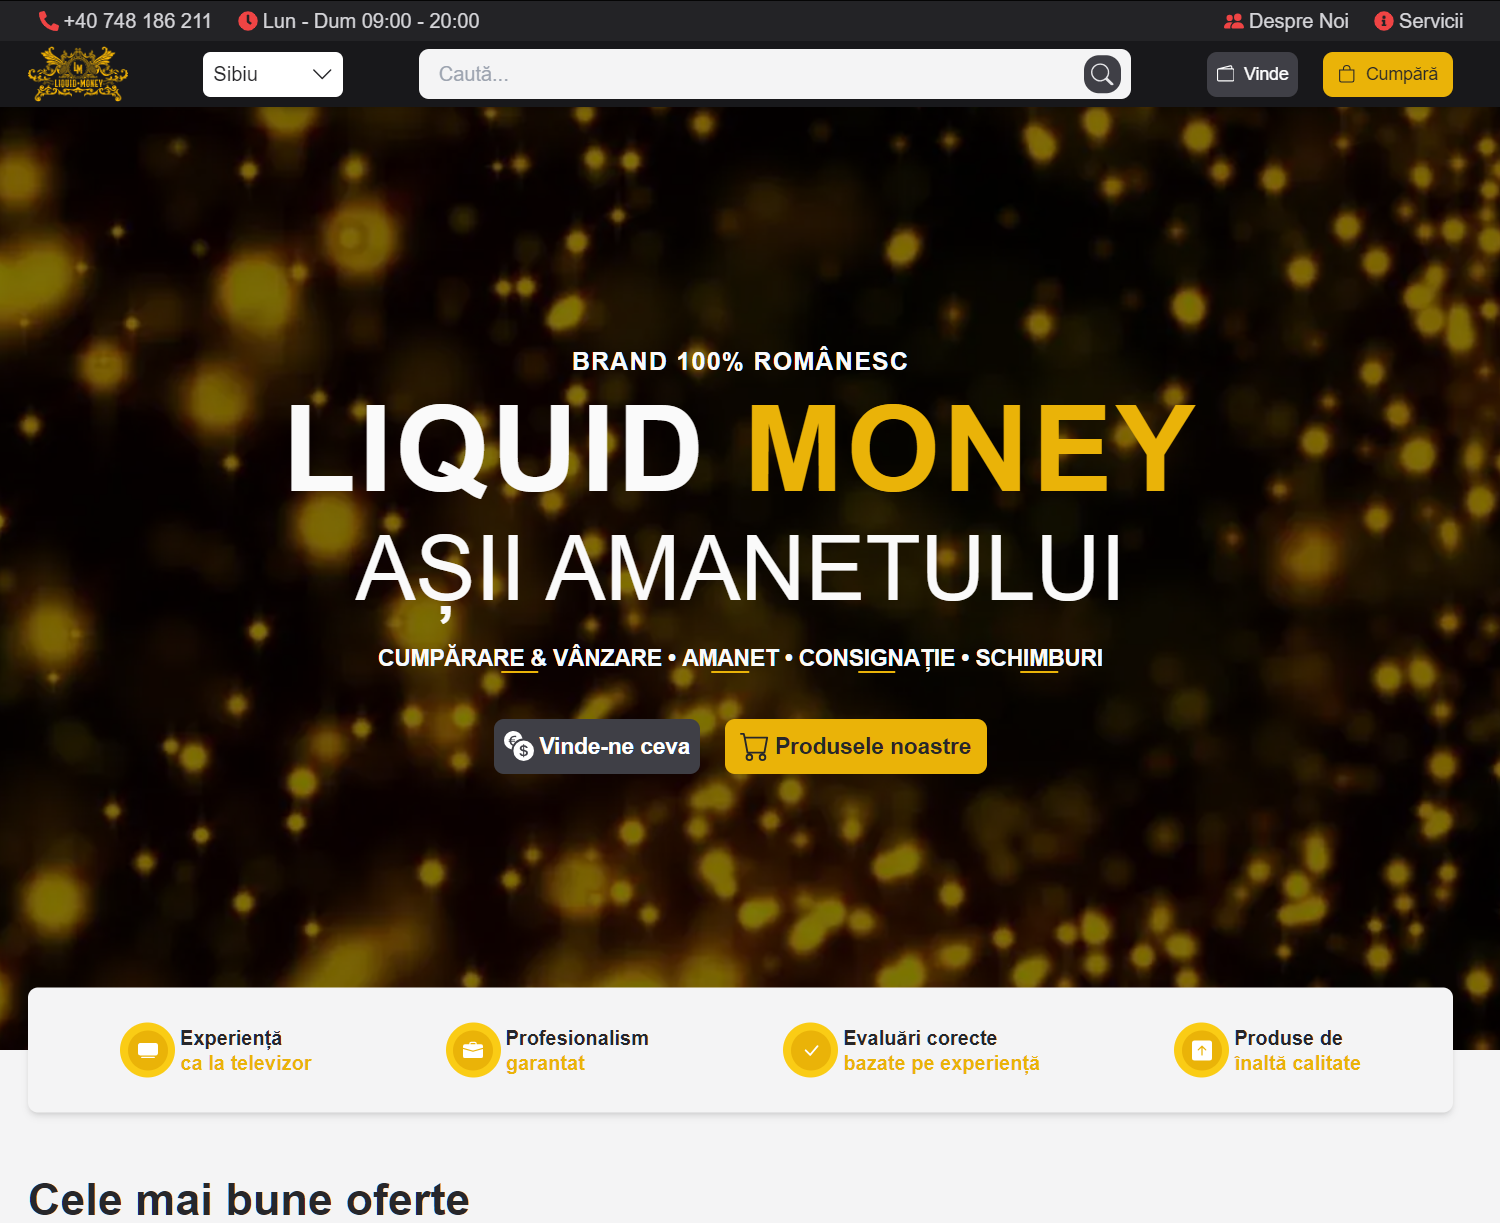 +40 748 186 211
Lun - Dum 09:00 - 20:00
Despre Noi
Servicii
LM
LIQUID MONEY
Sibiu
Caută...
Vinde
Cumpără
BRAND 100% ROMÂNESC
LIQUID MONEY
AȘII AMANETULUI
CUMPĂRARE & VÂNZARE • AMANET • CONSIGNAȚIE • SCHIMBURI
Vinde-ne ceva
Produsele noastre
Experiență
ca la televizor
Profesionalism
garantat
Evaluări corecte
bazate pe experiență
Produse de
înaltă calitate
Cele mai bune oferte